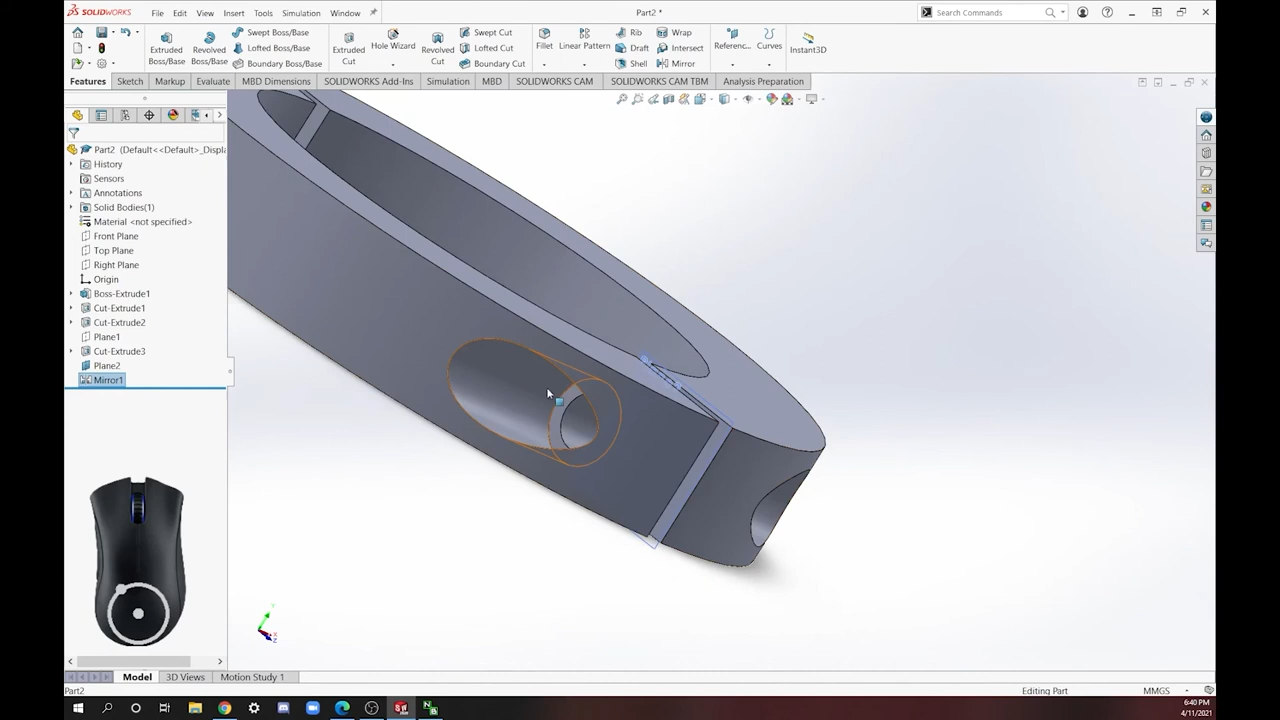 SOLIDWORKS File Edit View Insert Tools Simulation Window Part2 * Search Commands
Extruded Boss/Base Revolved Boss/Base Swept Boss/Base Lofted Boss/Base Boundary Boss/Base Extruded Cut Hole Wizard Revolved Cut Swept Cut Lofted Cut Boundary Cut Fillet Linear Pattern Rib Draft Shell Wrap Intersect Mirror Referenc... Curves Instant3D
Features Sketch Markup Evaluate MBD Dimensions SOLIDWORKS Add-Ins Simulation MBD SOLIDWORKS CAM SOLIDWORKS CAM TBM Analysis Preparation
Part2 (Default<<Default>_Displa
History
Sensors
Annotations
Solid Bodies(1)
Material <not specified>
Front Plane
Top Plane
Right Plane
Origin
Boss-Extrude1
Cut-Extrude1
Cut-Extrude2
Plane1
Cut-Extrude3
Plane2
Mirror1
Model 3D Views Motion Study 1
Part2 Editing Part MMGS
6:40 PM
4/11/2021